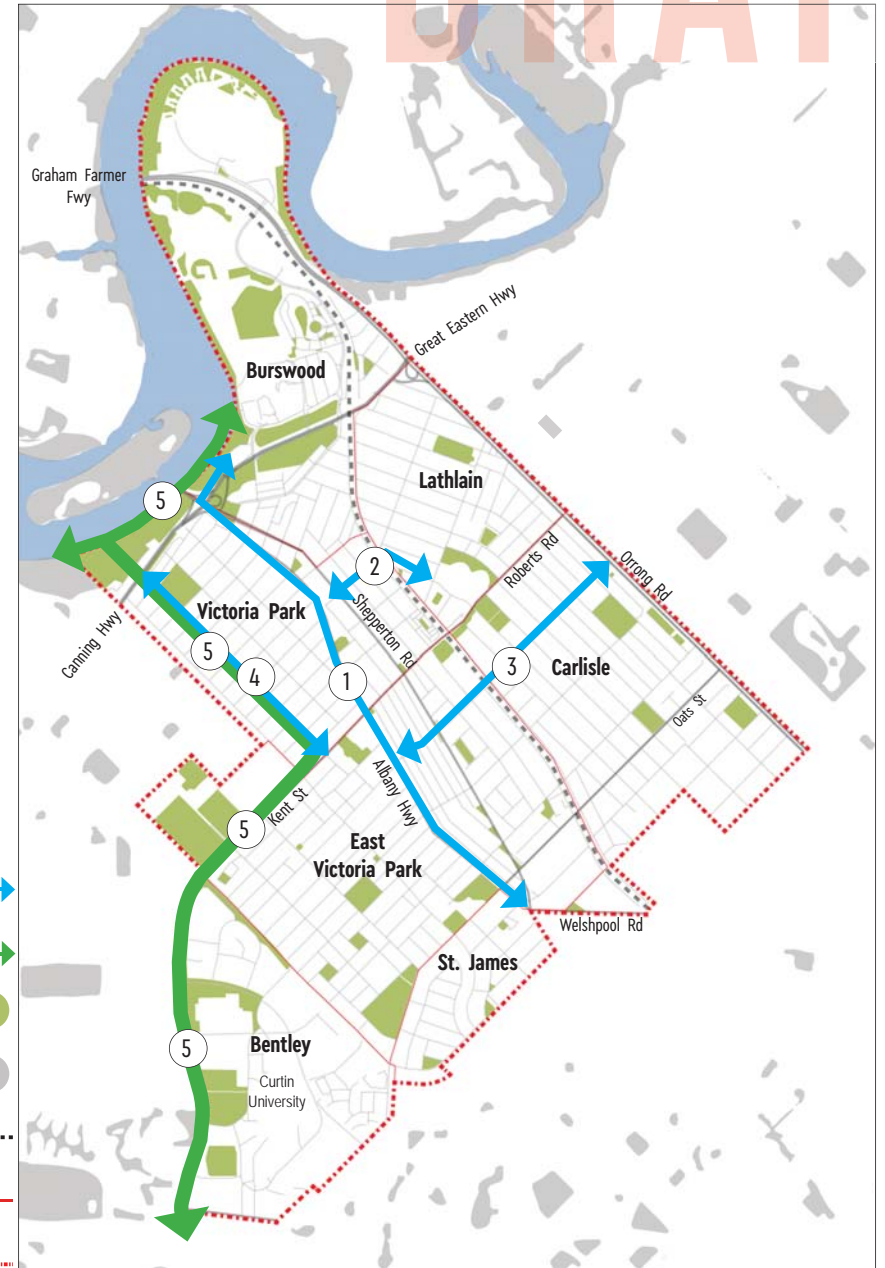 Graham Farmer
Fwy
Great Eastern Hwy
Burswood
Lathlain
5
Roberts Rd
Orrong Rd
2
Shepperton Rd
Victoria Park
Canning Hwy
5
4
1
3
Carlisle
Oats St
Albany Hwy
Kent St
5
East
Victoria Park
Welshpool Rd
St. James
5
Bentley
Curtin
University